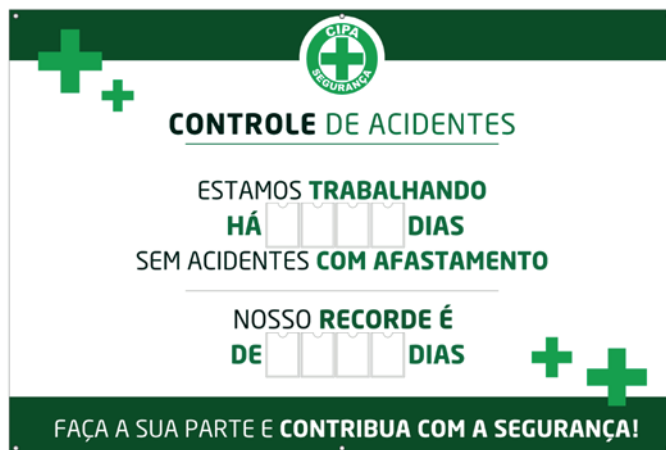 CIPA
SEGURANÇA
CONTROLE DE ACIDENTES
ESTAMOS TRABALHANDO
HÁ DIAS
SEM ACIDENTES COM AFASTAMENTO
NOSSO RECORDE É
DE DIAS
FAÇA A SUA PARTE E CONTRIBUA COM A SEGURANÇA!